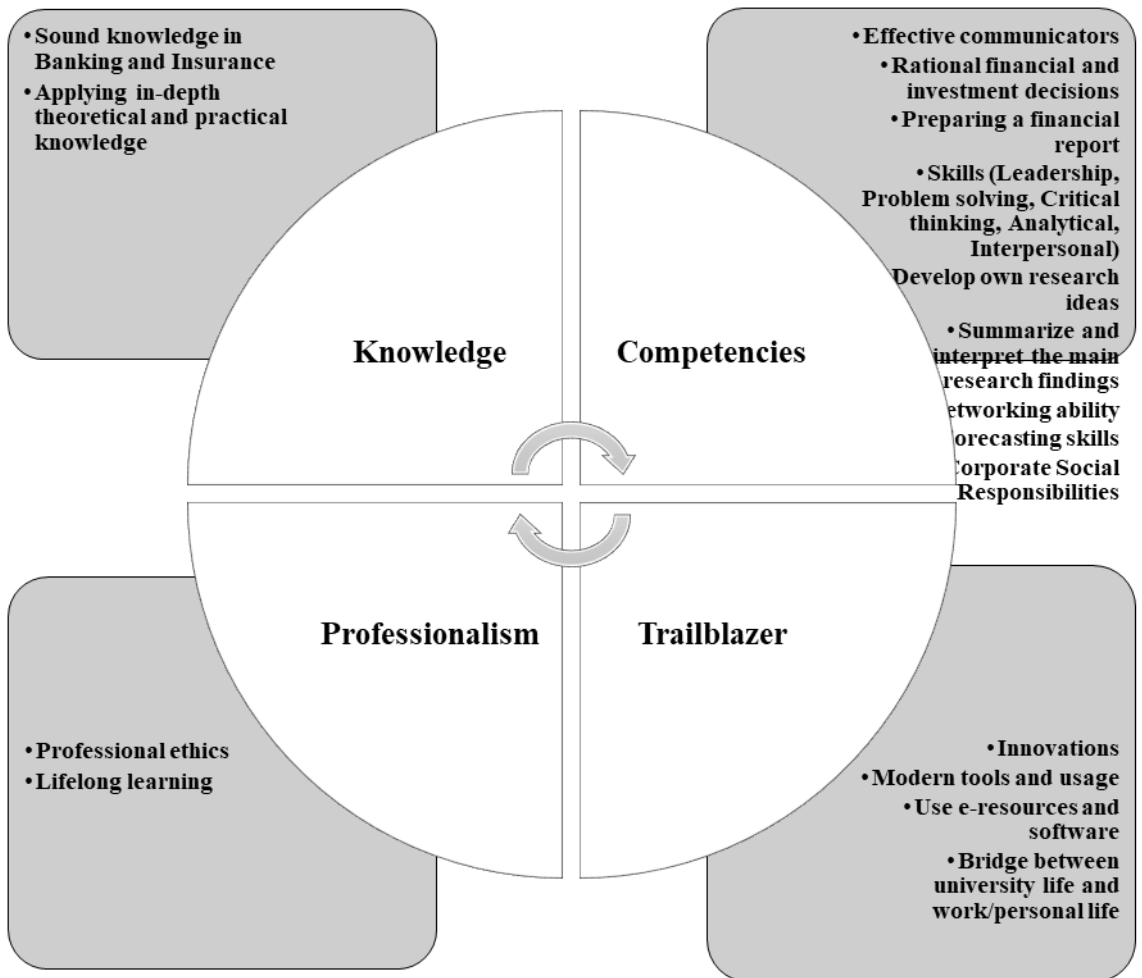 • Sound knowledge in
Banking and Insurance
• Applying in-depth
theoretical and practical
knowledge
• Effective communicators
• Rational financial and
investment decisions
• Preparing a financial
report
• Skills (Leadership,
Problem solving, Critical
thinking, Analytical,
Interpersonal)
Develop own research
ideas
• Summarize and
interpret the main
research findings
etworking ability
orecasting skills
Corporate Social
Responsibilities
Knowledge
Competencies
Professionalism
Trailblazer
• Professional ethics
• Lifelong learning
• Innovations
• Modern tools and usage
• Use e-resources and
software
• Bridge between
university life and
work/personal life